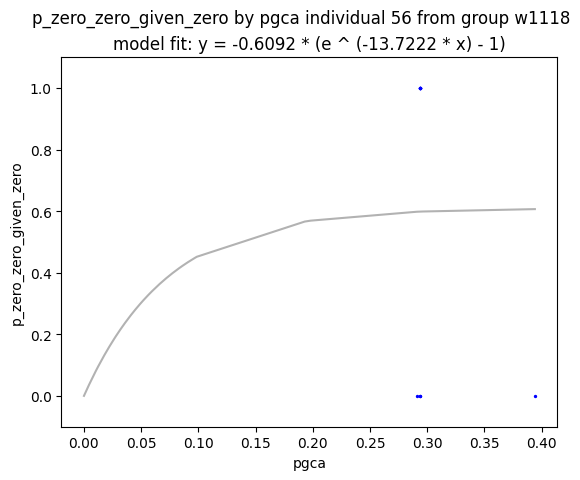 p_zero_zero_given_zero by pgca individual 56 from group w1118
model fit: y = -0.6092 * (e ^ (-13.7222 * x) - 1)
p_zero_zero_given_zero
1.0
0.8
0.6
0.4
0.2
0.0
0.00 0.05 0.10 0.15 0.20 0.25 0.30 0.35 0.40
pgca